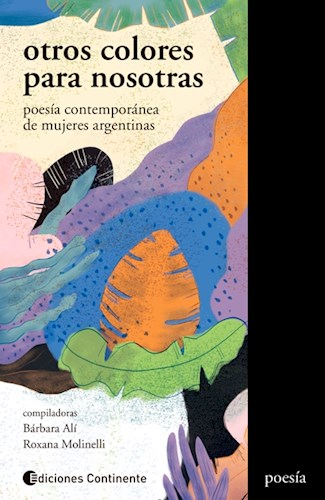 otros colores
para nosotras
poesía contemporánea
de mujeres argentinas
compiladoras
Bárbara Alí
Roxana Molinelli
Ediciones Continente
poesía